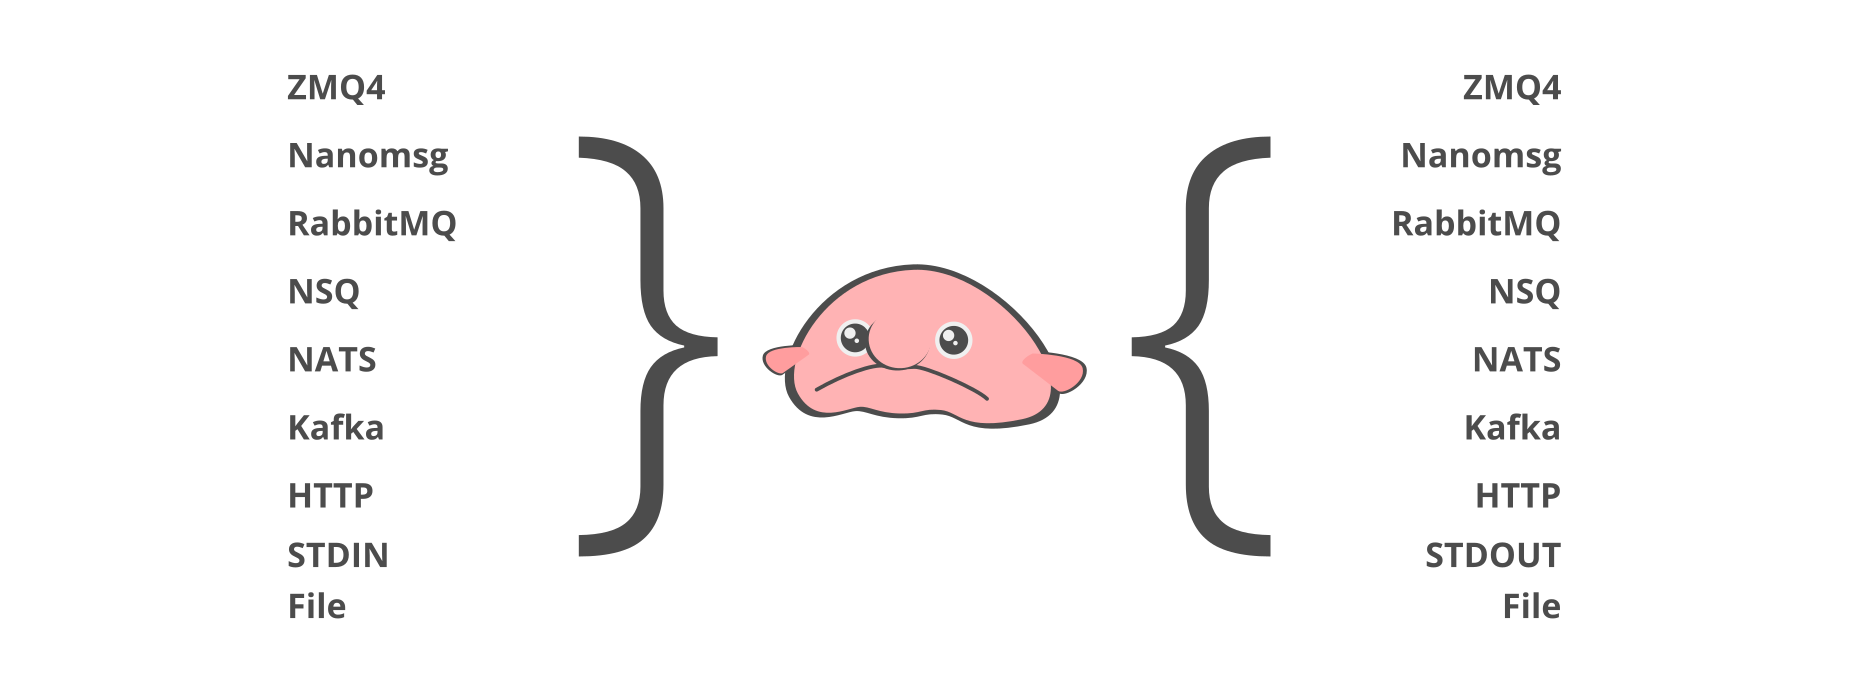 ZMQ4
Nanomsg
RabbitMQ
NSQ
NATS
Kafka
HTTP
STDIN
File
ZMQ4
Nanomsg
RabbitMQ
NSQ
NATS
Kafka
HTTP
STDOUT
File